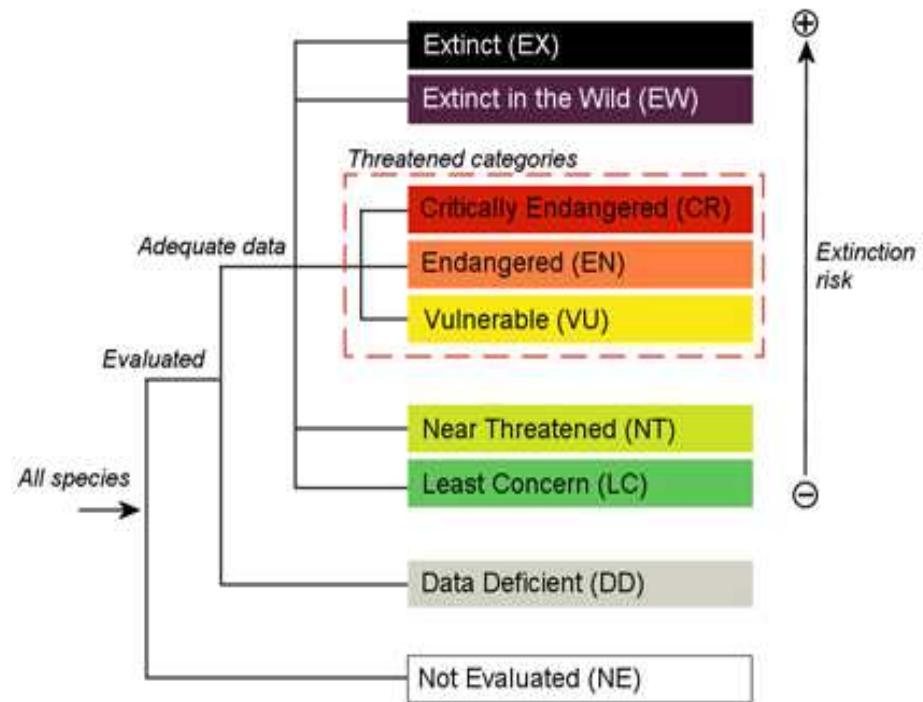 Extinct (EX)
Extinct in the Wild (EW)
Threatened categories
Critically Endangered (CR)
Adequate data
Endangered (EN)
Extinction
risk
Vulnerable (VU)
Evaluated
Near Threatened (NT)
All species
Least Concern (LC)
Data Deficient (DD)
Not Evaluated (NE)